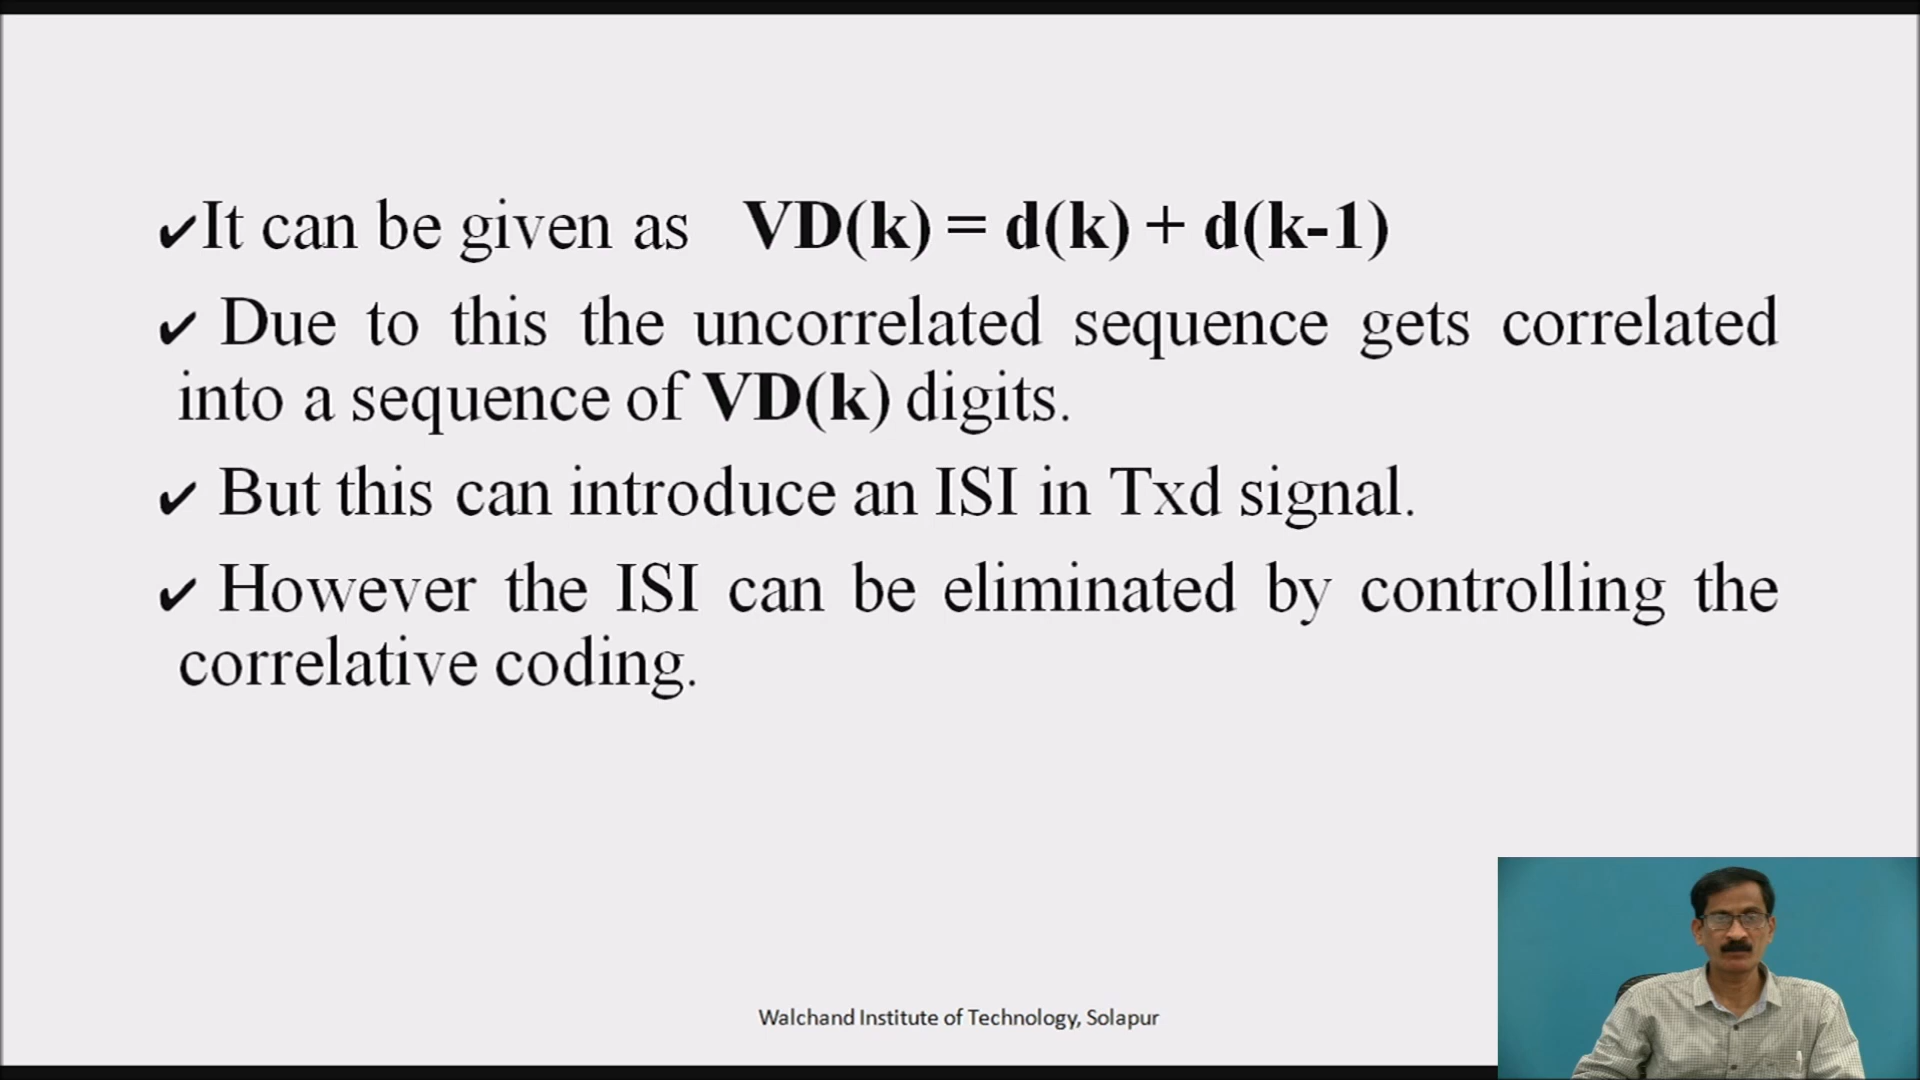 ✔It can be given as VD(k) = d(k) + d(k-1)
✔ Due to this the uncorrelated sequence gets correlated
into a sequence of VD(k) digits.
✔ But this can introduce an ISI in Txd signal.
✔ However the ISI can be eliminated by controlling the
correlative coding.
Walchand Institute of Technology, Solapur